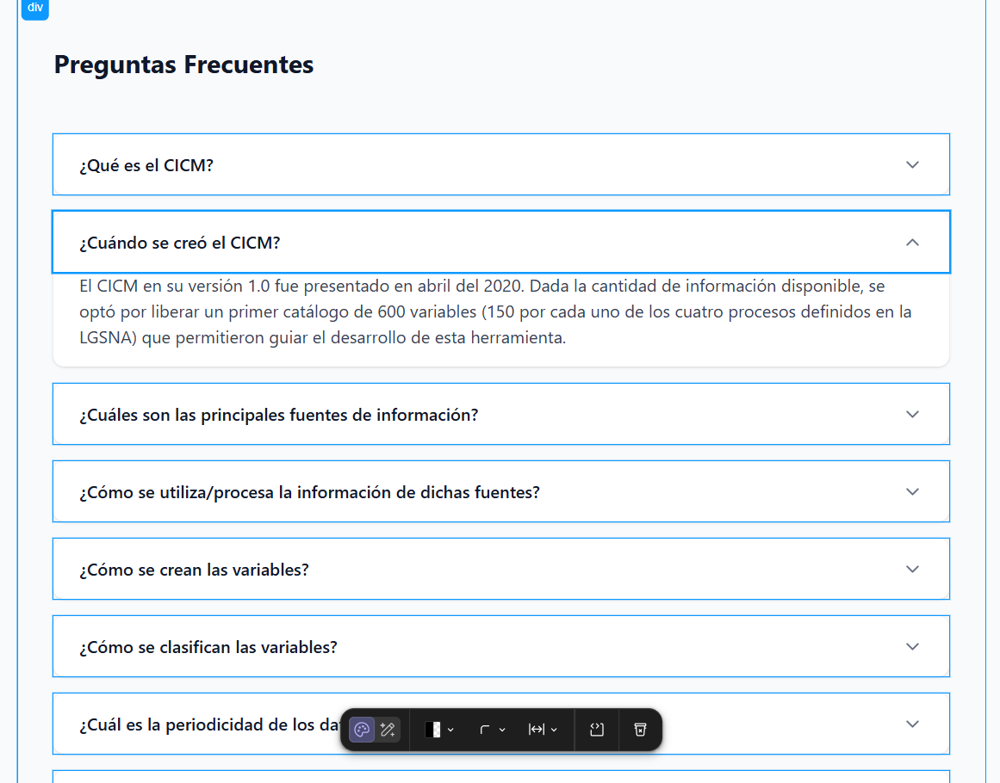 div
Preguntas Frecuentes
¿Qué es el CICM?
¿Cuándo se creó el CICM?
El CICM en su versión 1.0 fue presentado en abril del 2020. Dada la cantidad de información disponible, se
optó por liberar un primer catálogo de 600 variables (150 por cada uno de los cuatro procesos definidos en la
LGSNA) que permitieron guiar el desarrollo de esta herramienta.
¿Cuáles son las principales fuentes de información?
¿Cómo se utiliza/procesa la información de dichas fuentes?
¿Cómo se crean las variables?
¿Cómo se clasifican las variables?
¿Cuál es la periodicidad de los